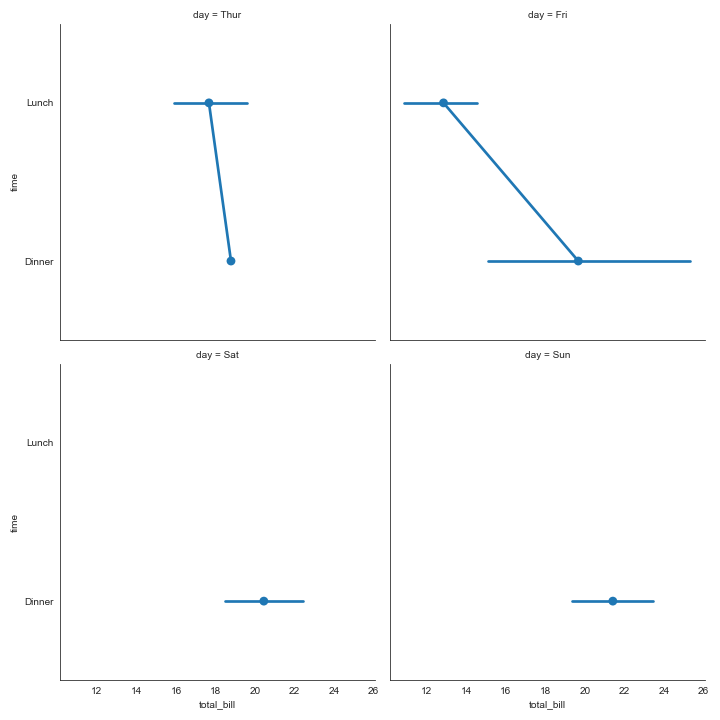 day = Thur
day = Fri
Lunch
time
Dinner
day = Sat
day = Sun
Lunch
time
Dinner
12 14 16 18 20 22 24 26
12 14 16 18 20 22 24 26
total_bill
total_bill